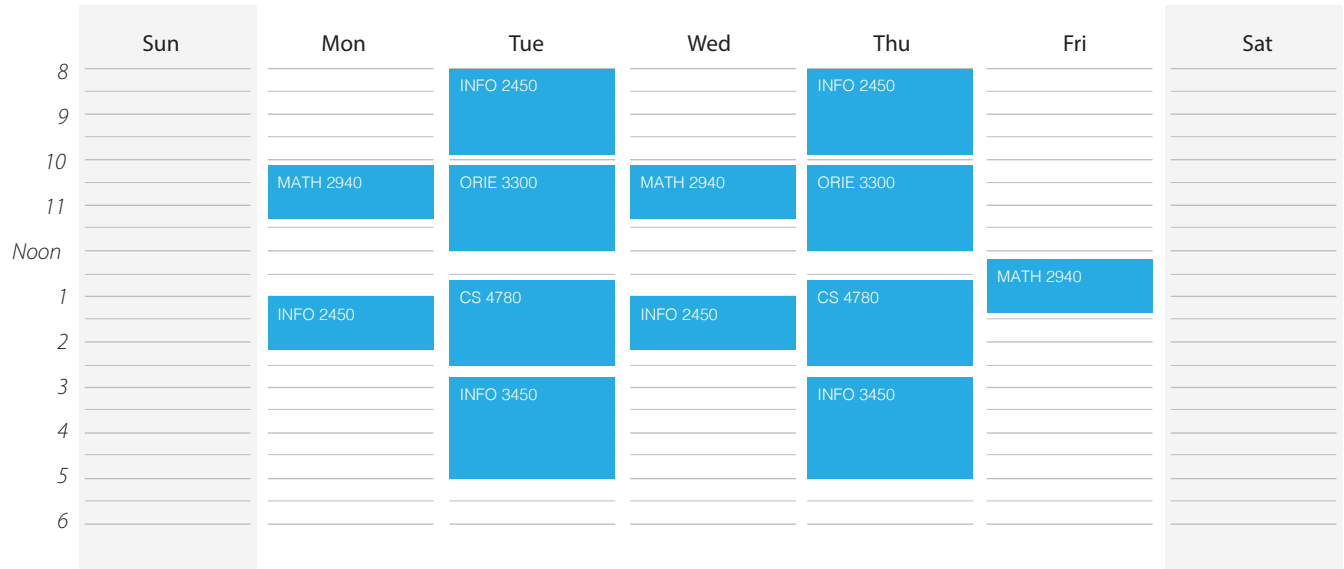 Sun Mon Tue Wed Thu Fri Sat
8
INFO 2450 INFO 2450
9
10
MATH 2940 ORIE 3300 MATH 2940 ORIE 3300
11
Noon
MATH 2940
1
CS 4780 CS 4780
INFO 2450 INFO 2450
2
3
INFO 3450 INFO 3450
4
5
6